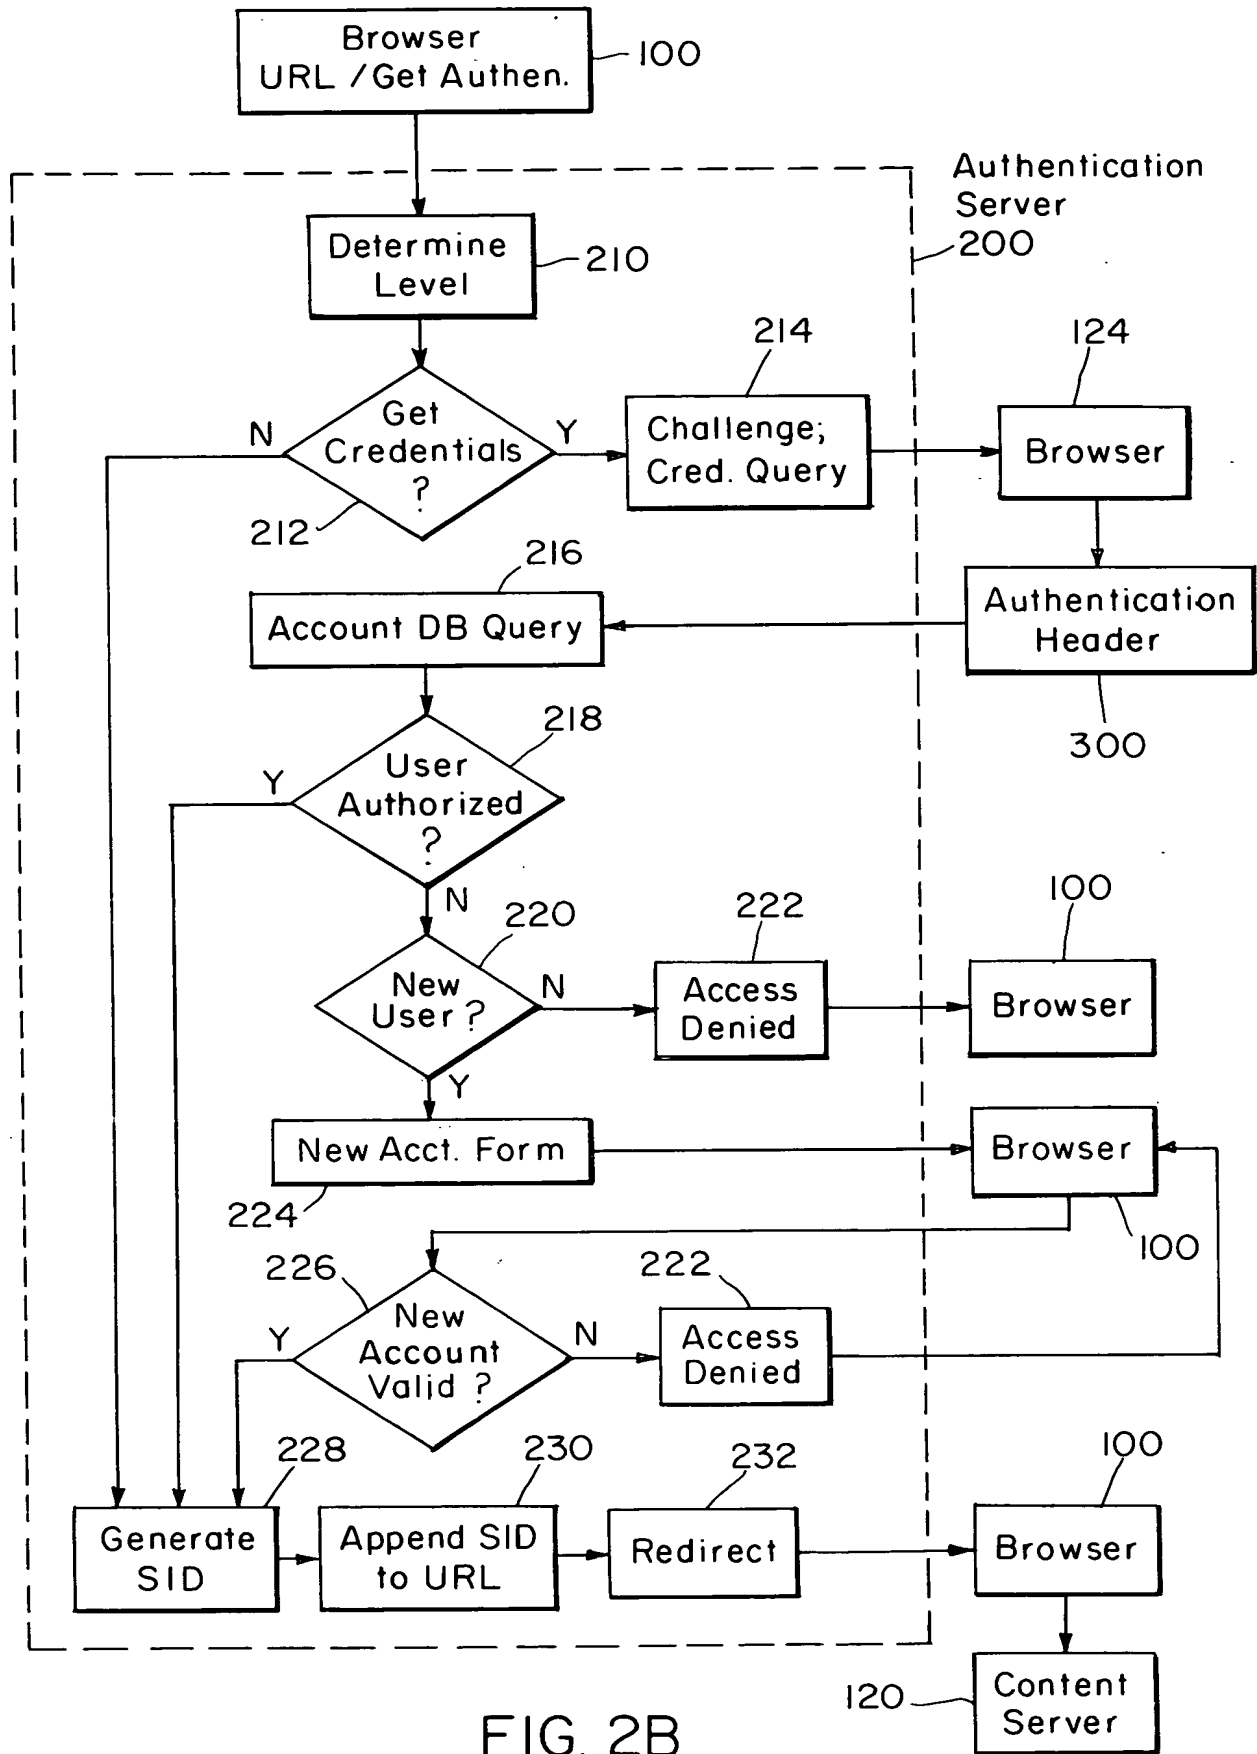 Browser
URL / Get Authen.
100
Authentication
Server
200
Determine
Level
210
214
124
Get
Credentials
?
N
Y
212
Challenge;
Cred. Query
Browser
216
Account DB Query
Authentication
Header
300
218
User
Authorized
?
Y
N
220
222
100
New
User ?
N
Y
Access
Denied
Browser
New Acct. Form
224
Browser
100
226
222
New
Account
Valid ?
Y
N
Access
Denied
228
230
232
100
Generate
SID
Append SID
to URL
Redirect
Browser
120
Content
Server
FIG. 2B